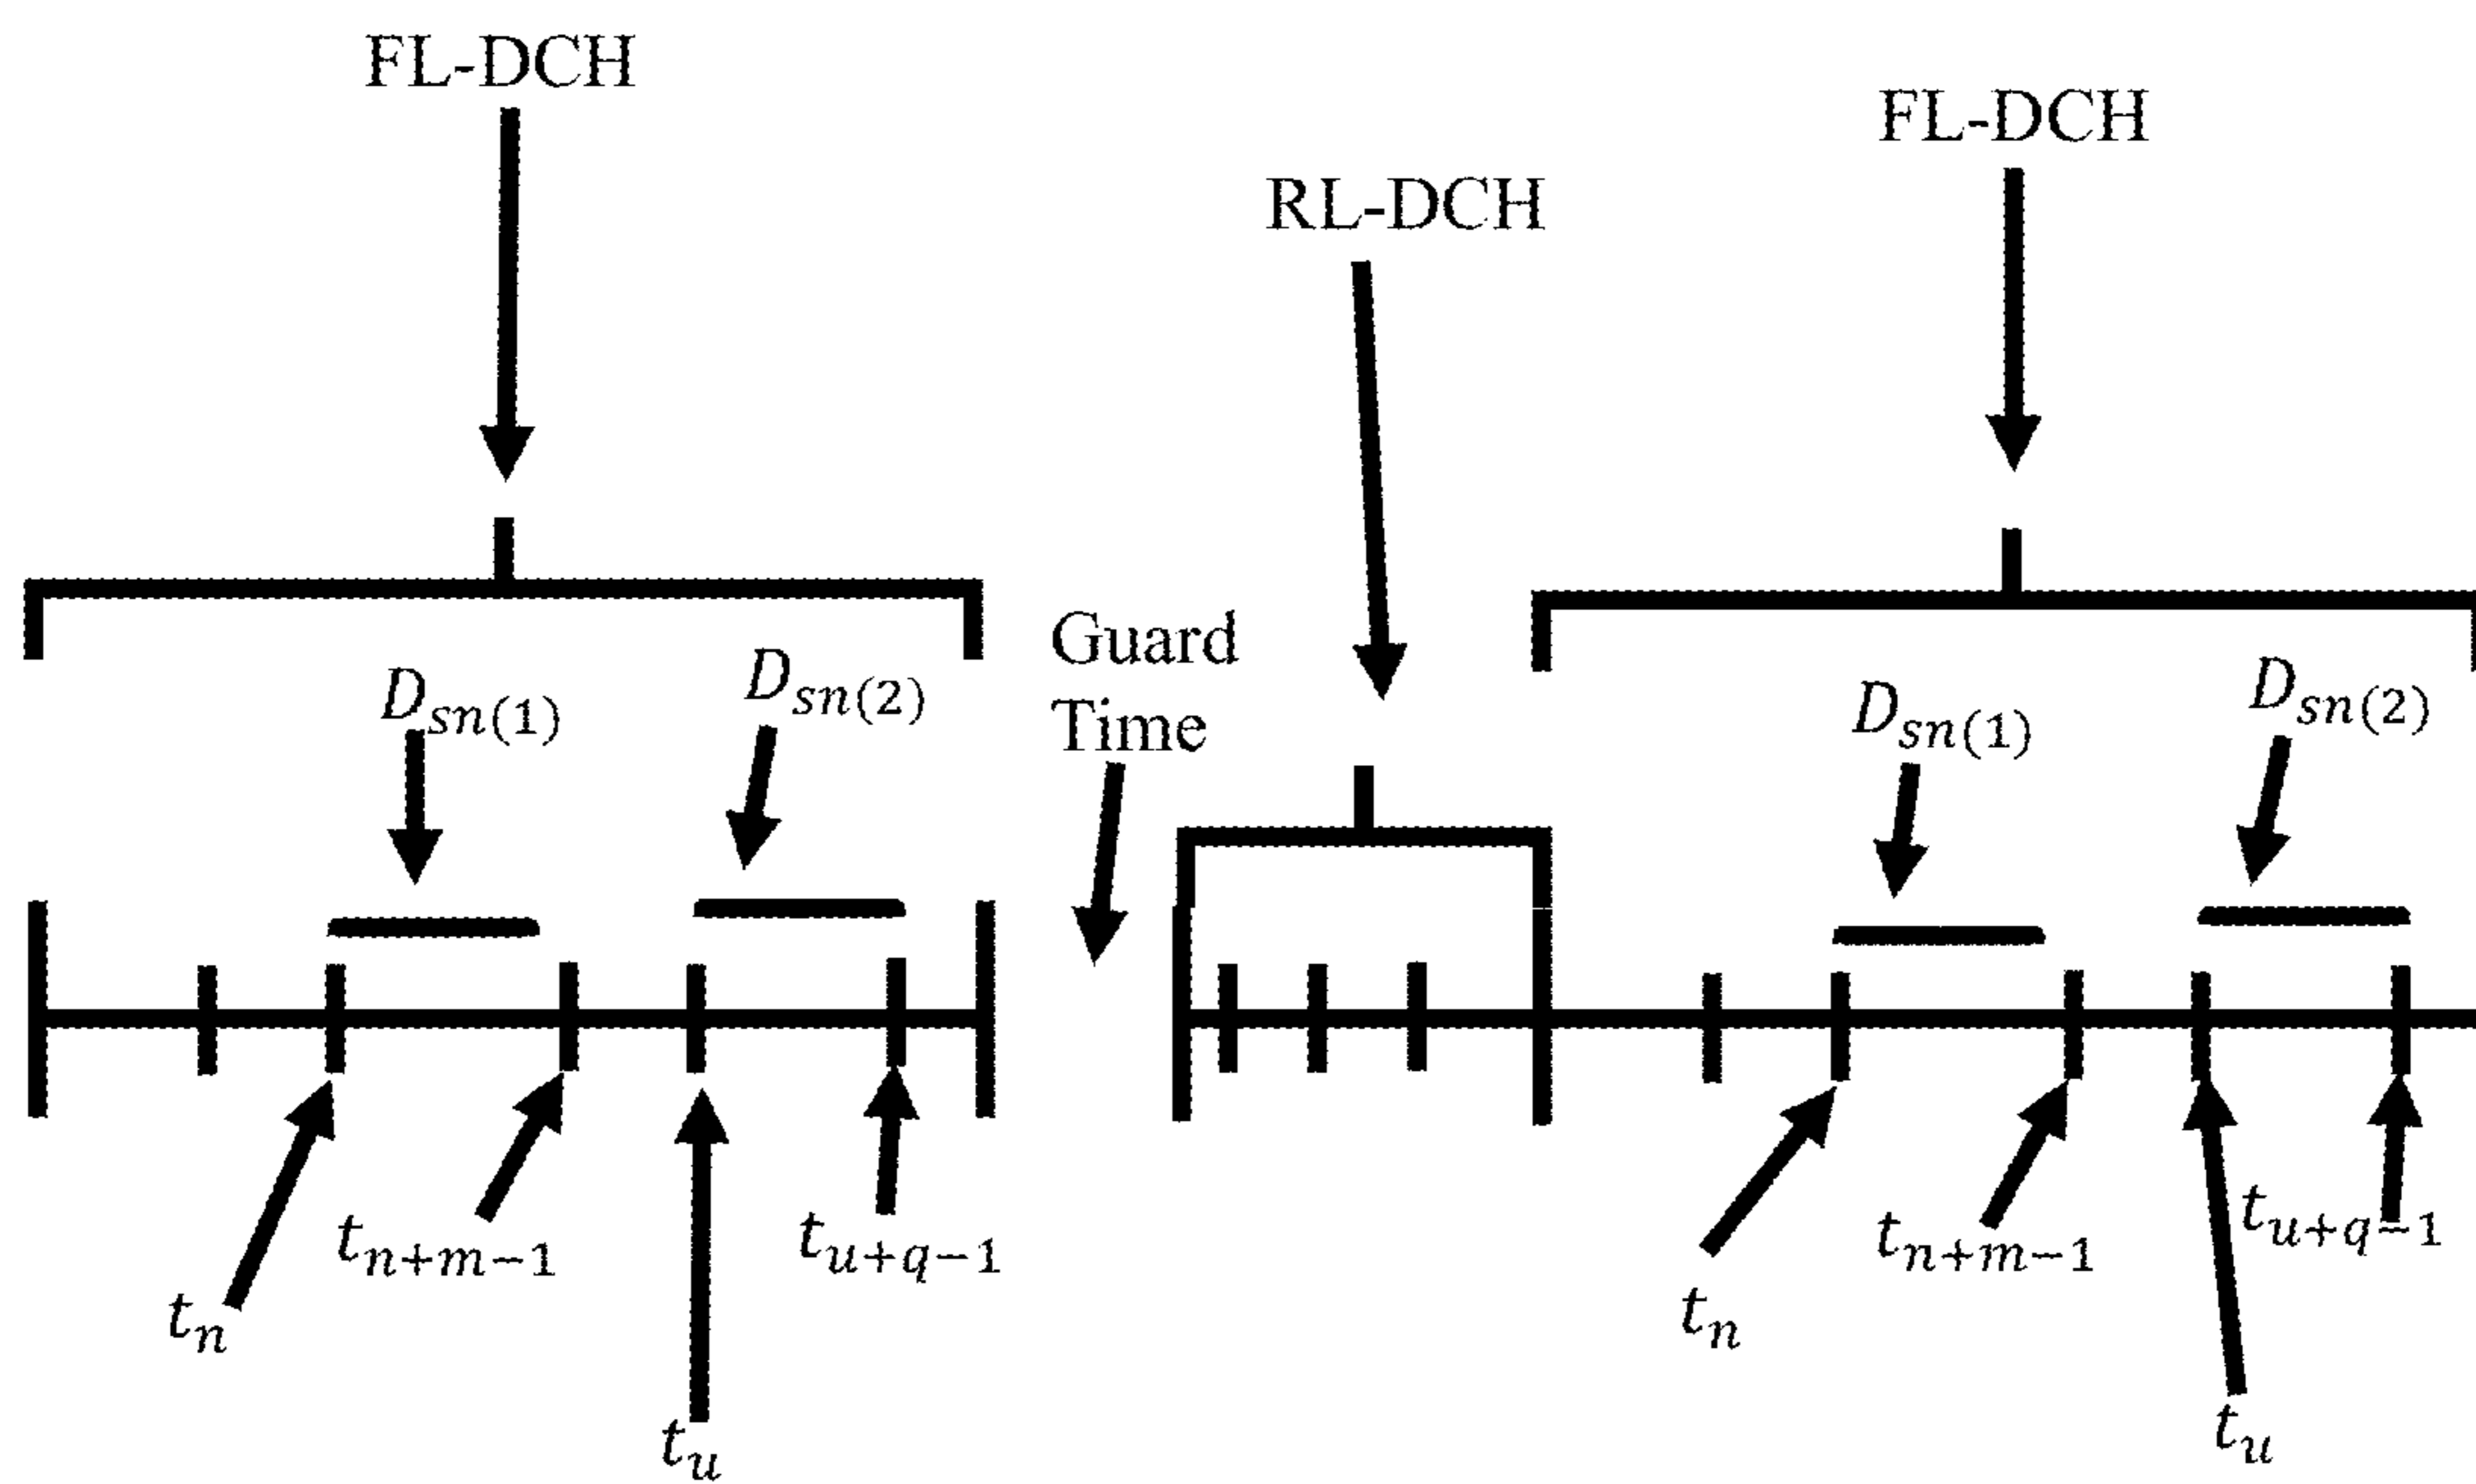 FL-DCH
FL-DCH
RL-DCH
Guard
Time
D_{sn(1)}
D_{sn(2)}
D_{sn(1)}
D_{sn(2)}
t_n
t_{n+m-1}
t_u
t_{u+q-1}
t_n
t_{n+m-1}
t_u
t_{u+q-1}